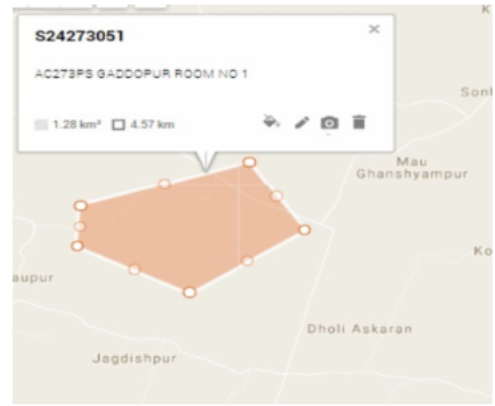 S24273051
AC273PS GADDOPUR ROOM NO 1
1.28 km² 4.57 km
K
Sonh
Mau
Ghanshyampur
Ko
aupur
Dholi Askaran
Jagdishpur